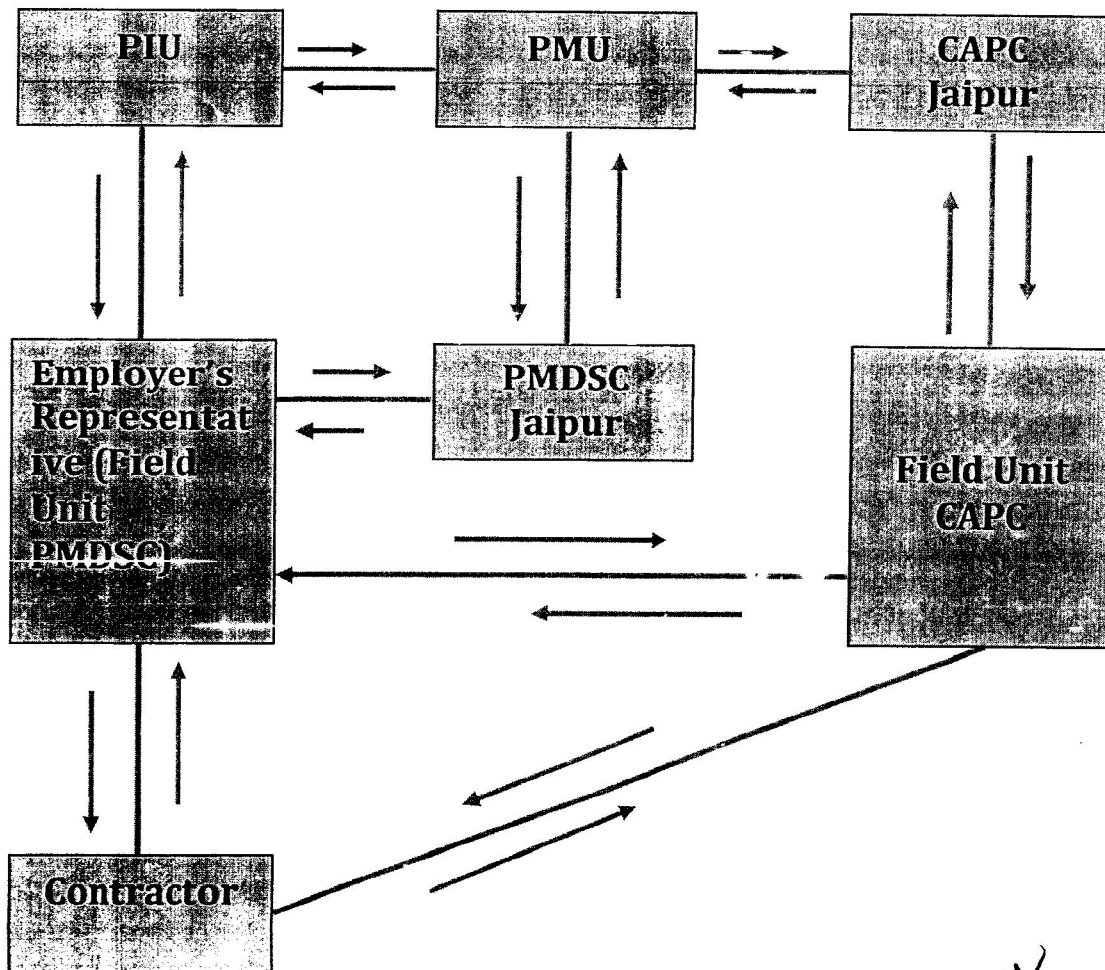 PIU
PMU
CAPC
Jaipur
Employer's
Representat
ive (Field
Unit
PMDSC)
PMDSC
Jaipur
Field Unit
CAPC
Contractor